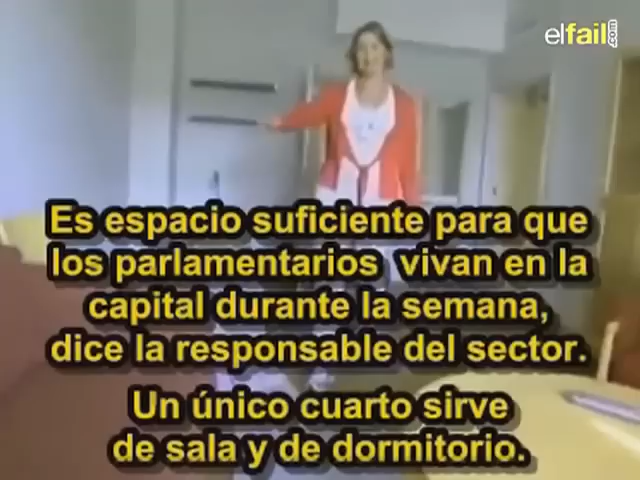 elfail.com
Es espacio suficiente para que
los parlamentarios vivan en la
capital durante la semana,
dice la responsable del sector.
Un único cuarto sirve
de sala y de dormitorio.